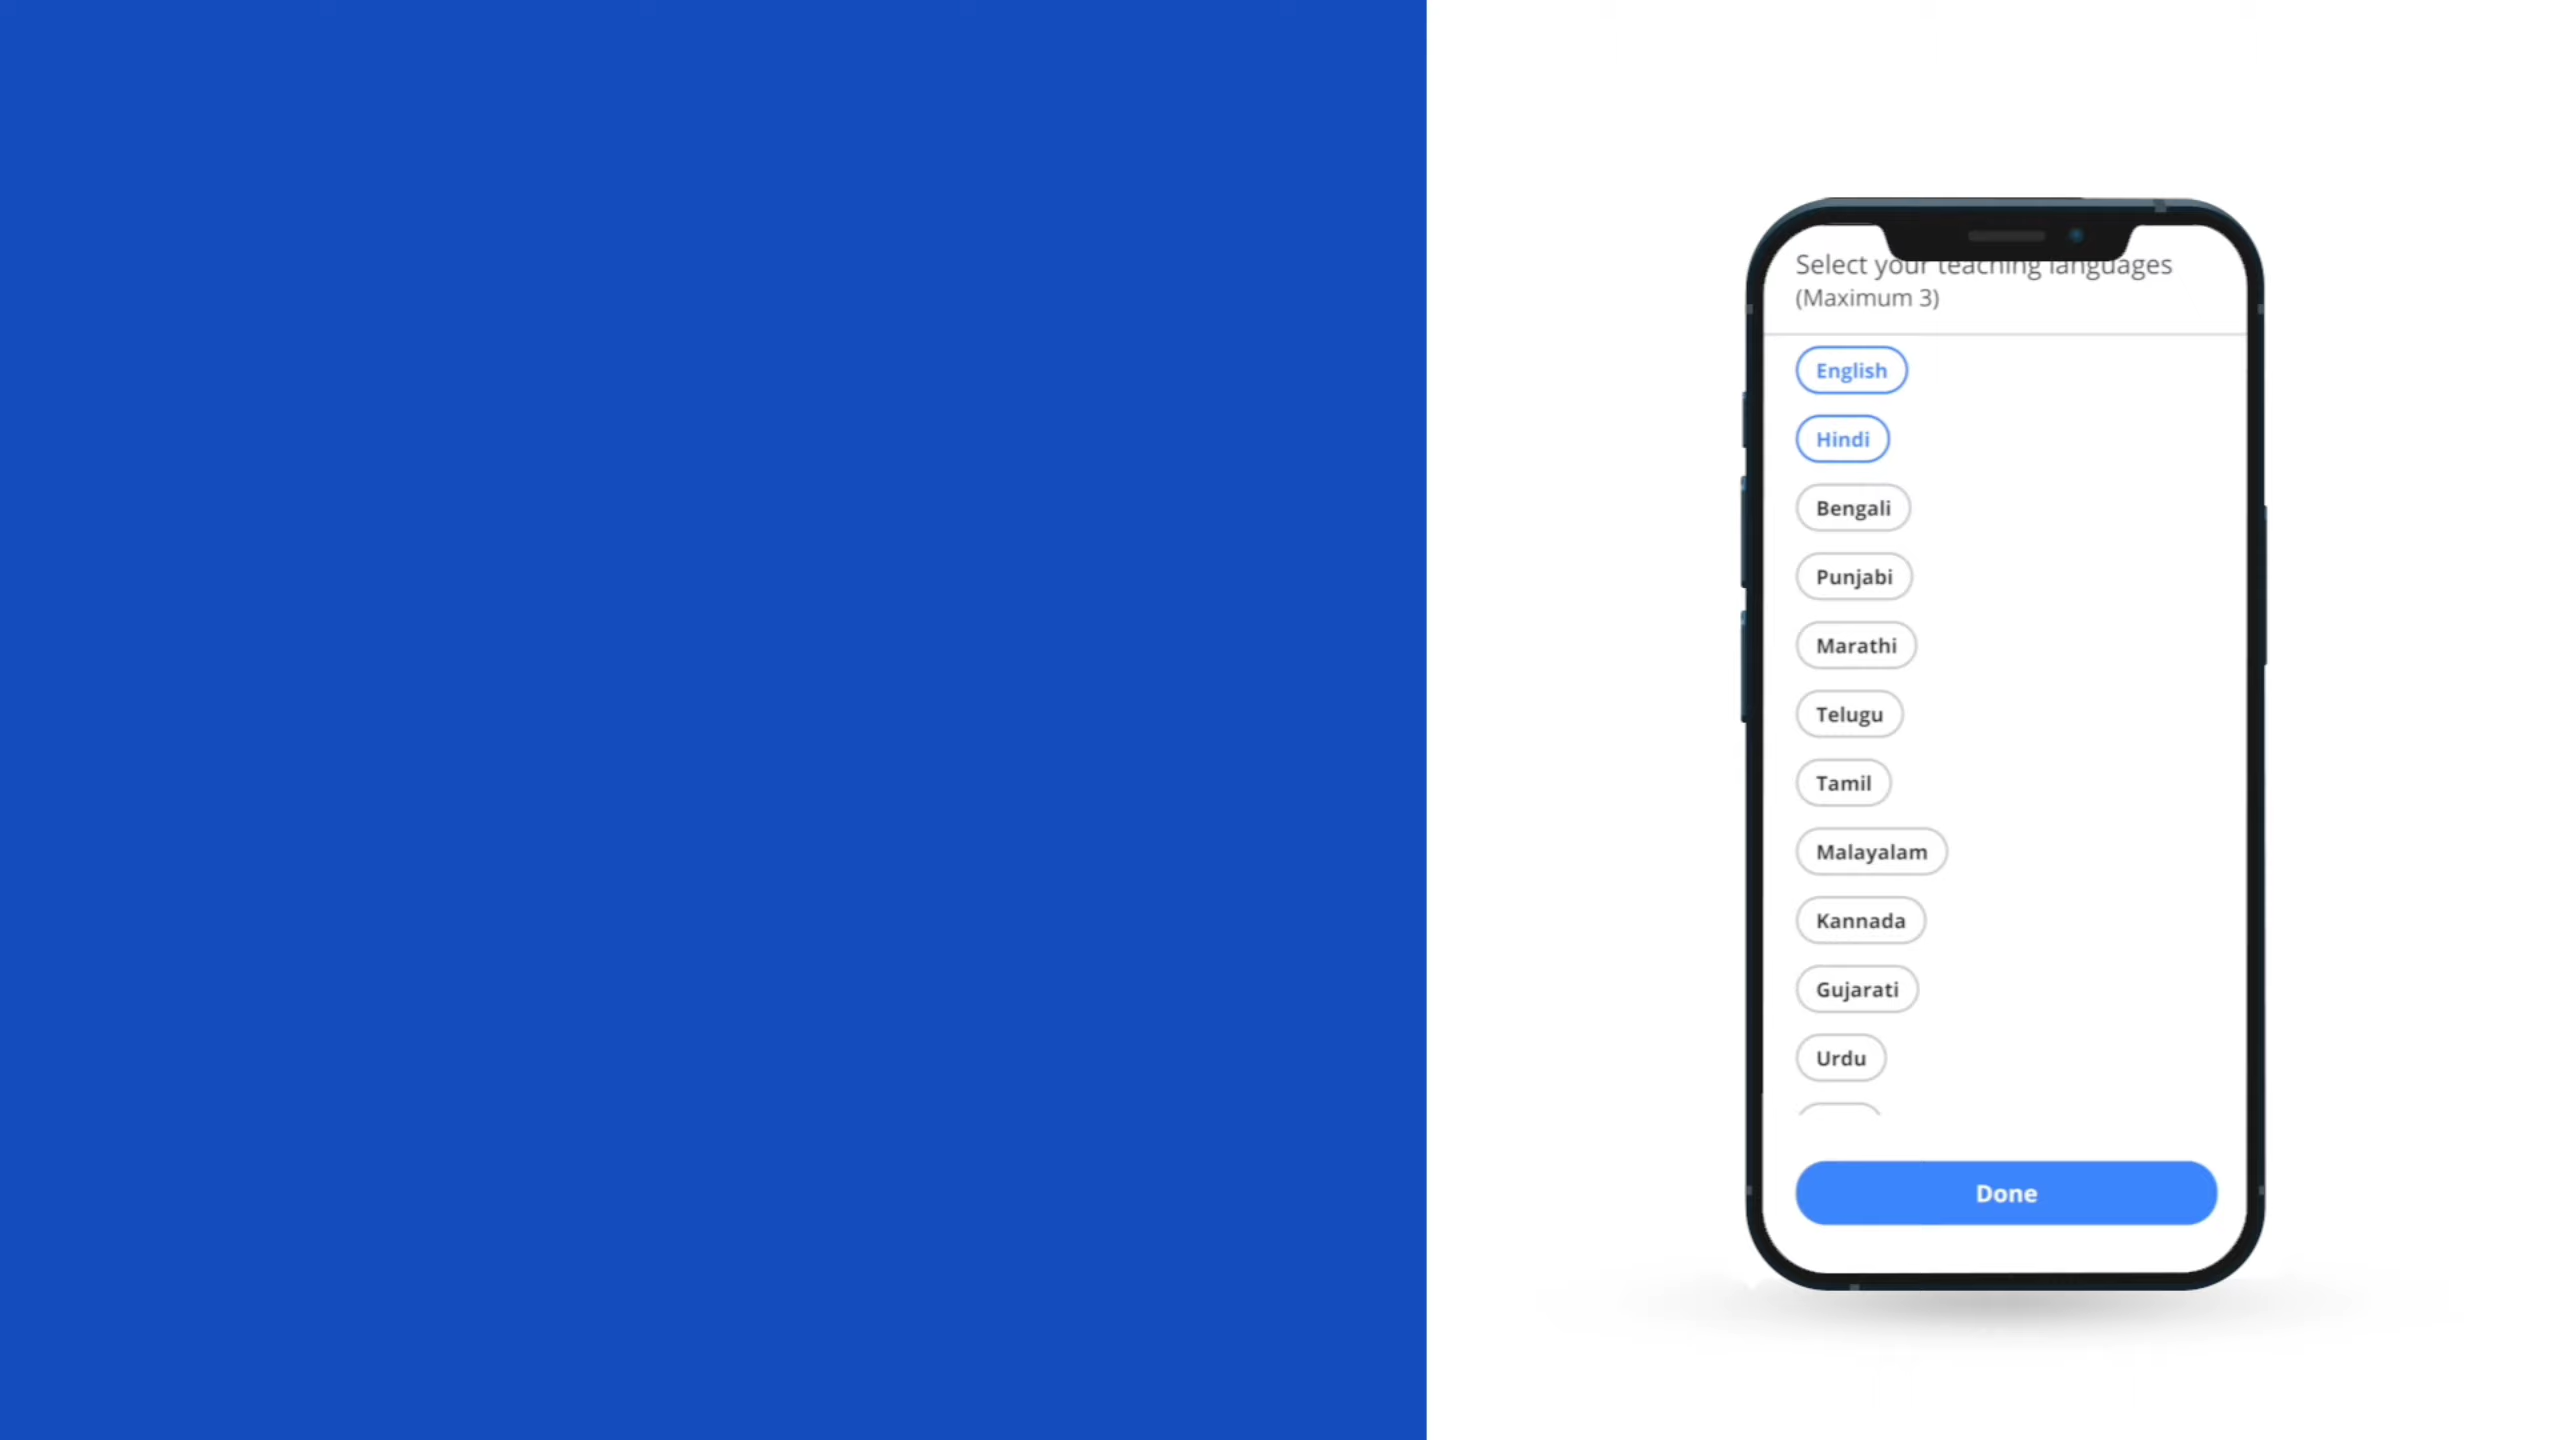 Select your teaching languages
(Maximum 3)
English
Hindi
Bengali
Punjabi
Marathi
Telugu
Tamil
Malayalam
Kannada
Gujarati
Urdu
Done